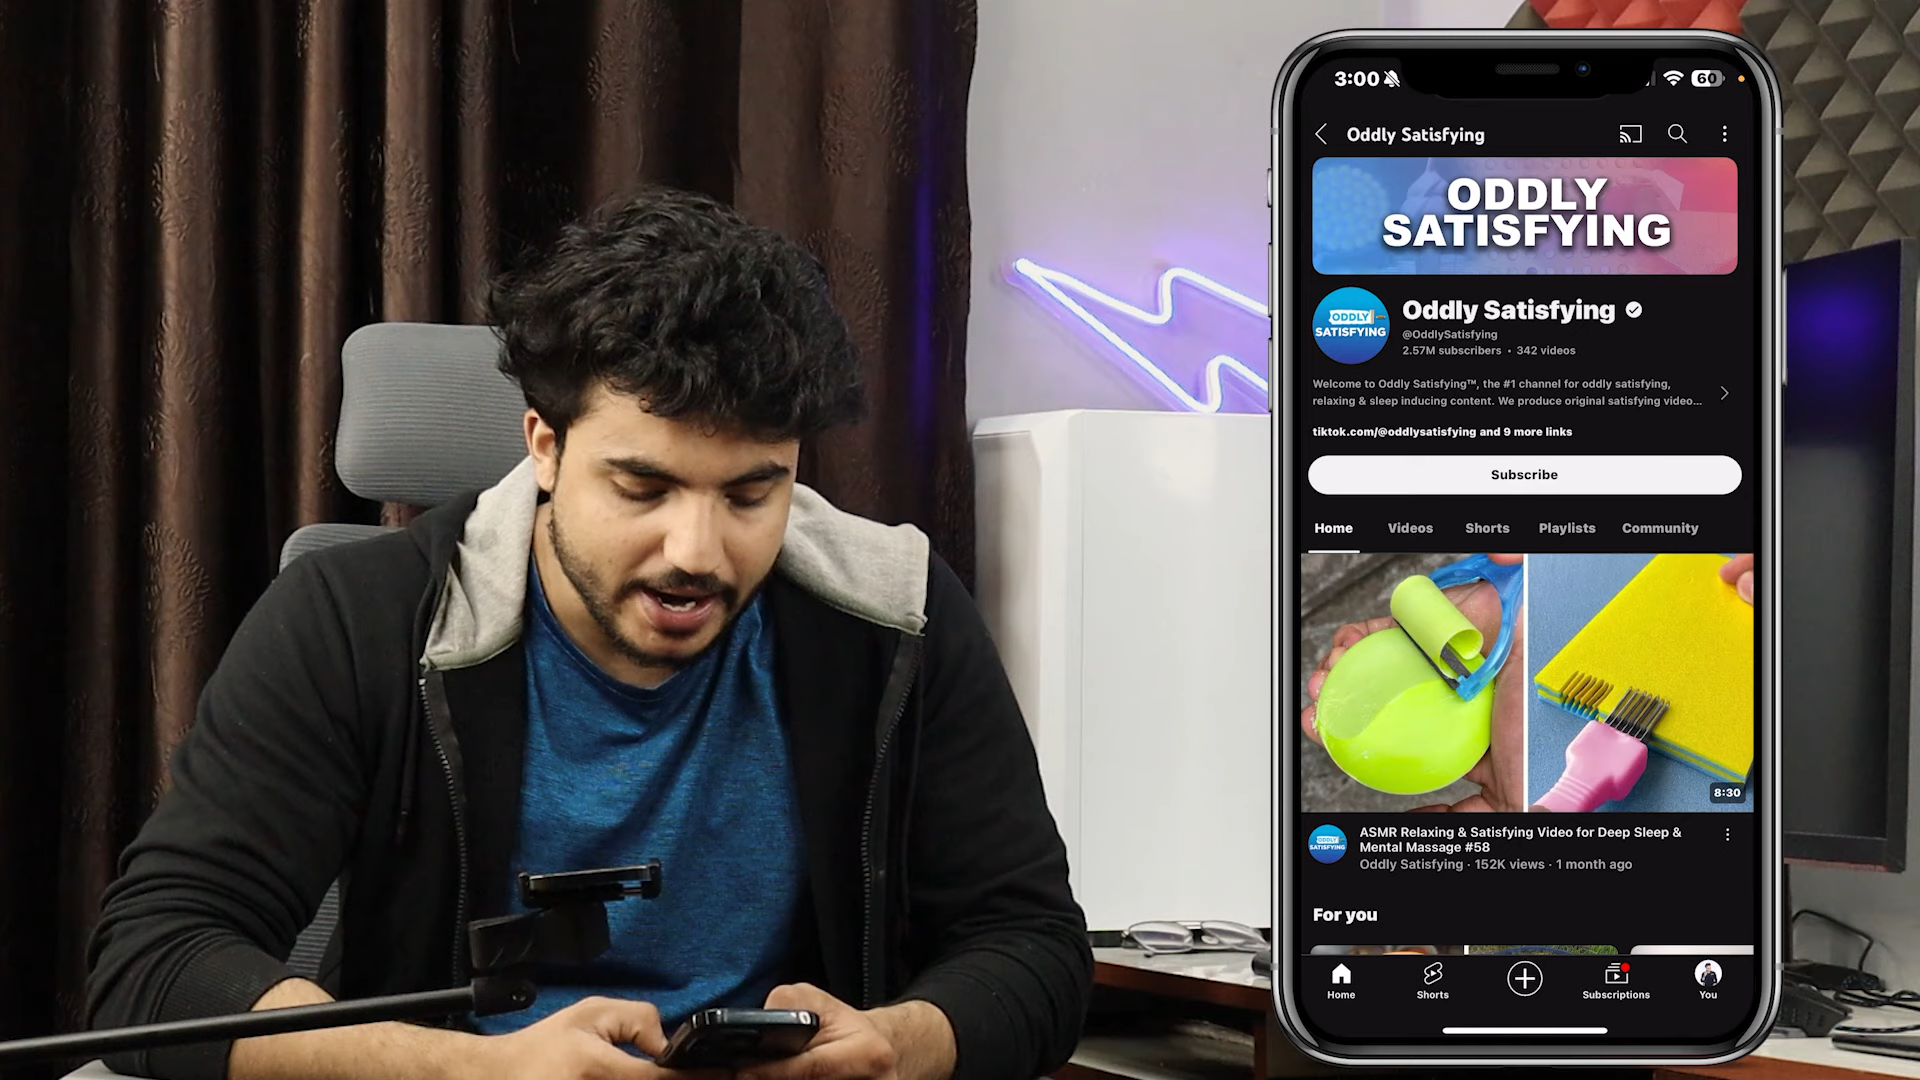 3:00
60
Oddly Satisfying
ODDLY
SATISFYING
ODDLY
SATISFYING
Oddly Satisfying
@OddlySatisfying
2.57M subscribers • 342 videos
Welcome to Oddly Satisfying™, the #1 channel for oddly satisfying,
relaxing & sleep inducing content. We produce original satisfying video...
tiktok.com/@oddlysatisfying and 9 more links
Subscribe
Home Videos Shorts Playlists Community
8:30
ODDLY
SATISFYING
ASMR Relaxing & Satisfying Video for Deep Sleep &
Mental Massage #58
Oddly Satisfying · 152K views · 1 month ago
For you
Home Shorts Subscriptions You